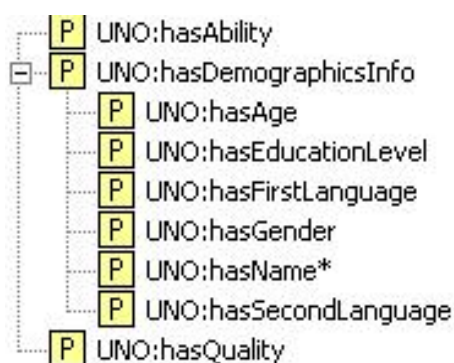 P UNO:hasAbility
P UNO:hasDemographicsInfo
P UNO:hasAge
P UNO:hasEducationLevel
P UNO:hasFirstLanguage
P UNO:hasGender
P UNO:hasName*
P UNO:hasSecondLanguage
P UNO:hasQuality